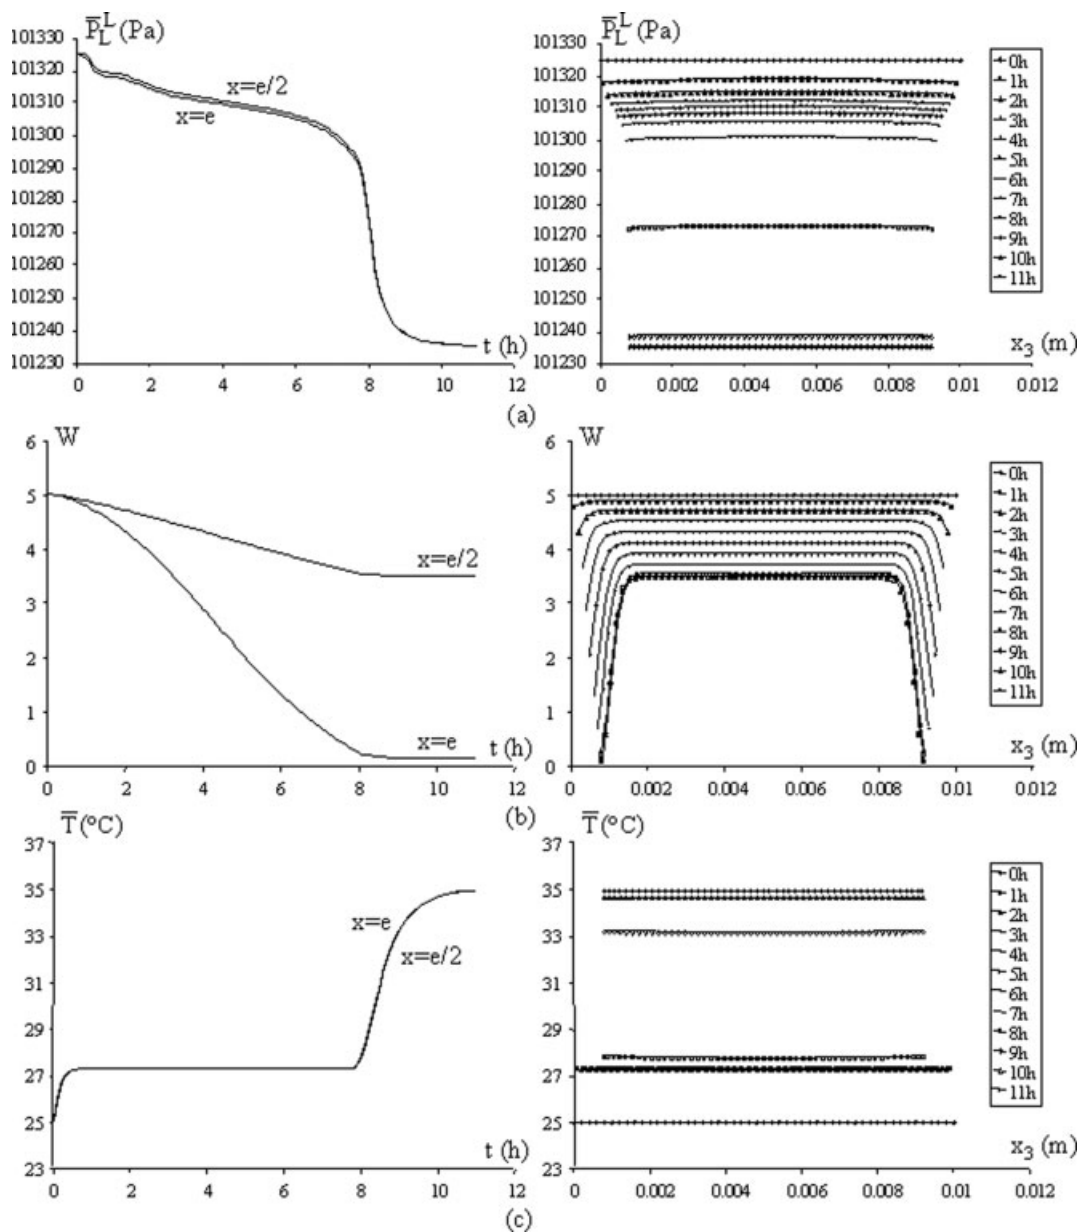 P̅_L^L (Pa)
101330
101320
101310
101300
101290
101280
101270
101260
101250
101240
101230
x=e/2
x=e
t (h)
0 2 4 6 8 10 12
P̅_L^L (Pa)
101330
101320
101310
101300
101290
101280
101270
101260
101250
101240
101230
0h
1h
2h
3h
4h
5h
6h
7h
8h
9h
10h
11h
x₃ (m)
0 0.002 0.004 0.006 0.008 0.01 0.012
(a)
W
6
5
4
3
2
1
0
x=e/2
x=e
t (h)
0 2 4 6 8 10 12
W
6
5
4
3
2
1
0
0h
1h
2h
3h
4h
5h
6h
7h
8h
9h
10h
11h
x₃ (m)
0 0.002 0.004 0.006 0.008 0.01 0.012
(b)
T̅(°C)
37
35
33
31
29
27
25
23
x=e
x=e/2
t (h)
0 2 4 6 8 10 12
T̅(°C)
37
35
33
31
29
27
25
23
0h
1h
2h
3h
4h
5h
6h
7h
8h
9h
10h
11h
x₃ (m)
0 0.002 0.004 0.006 0.008 0.01 0.012
(c)